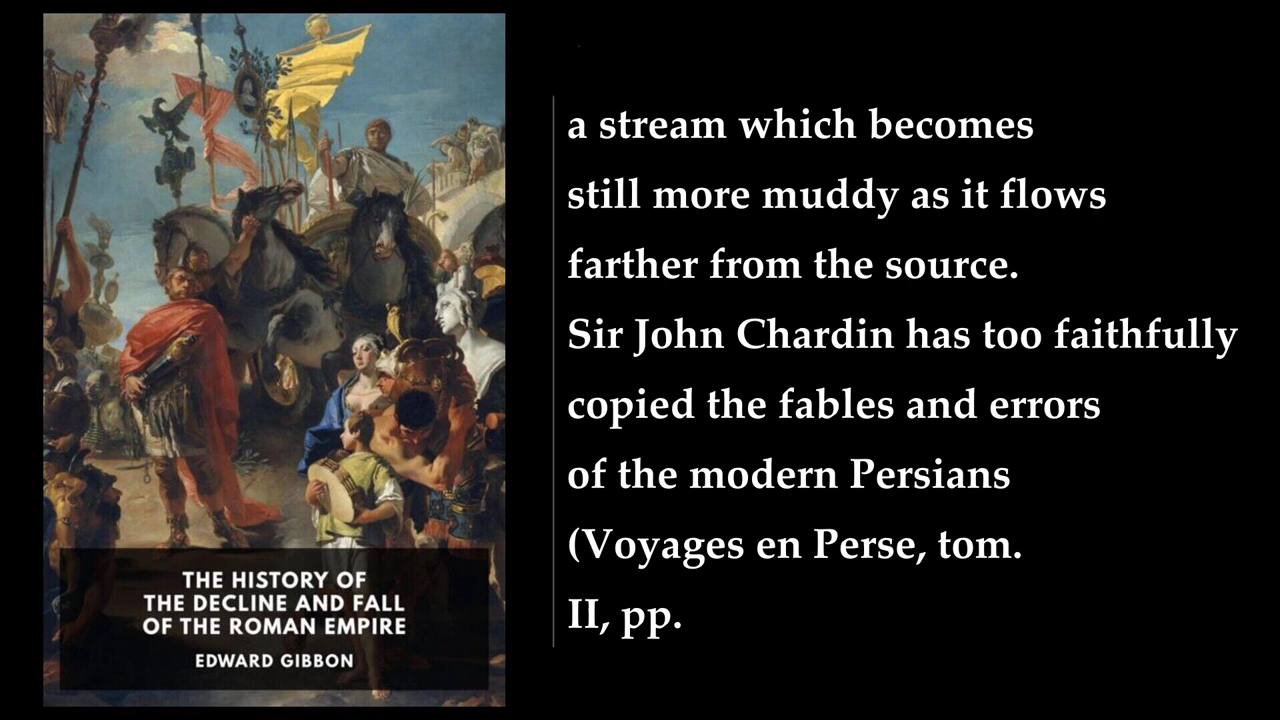 THE HISTORY OF
THE DECLINE AND FALL
OF THE ROMAN EMPIRE
EDWARD GIBBON
a stream which becomes
still more muddy as it flows
farther from the source.
Sir John Chardin has too faithfully
copied the fables and errors
of the modern Persians
(Voyages en Perse, tom.
II, pp.